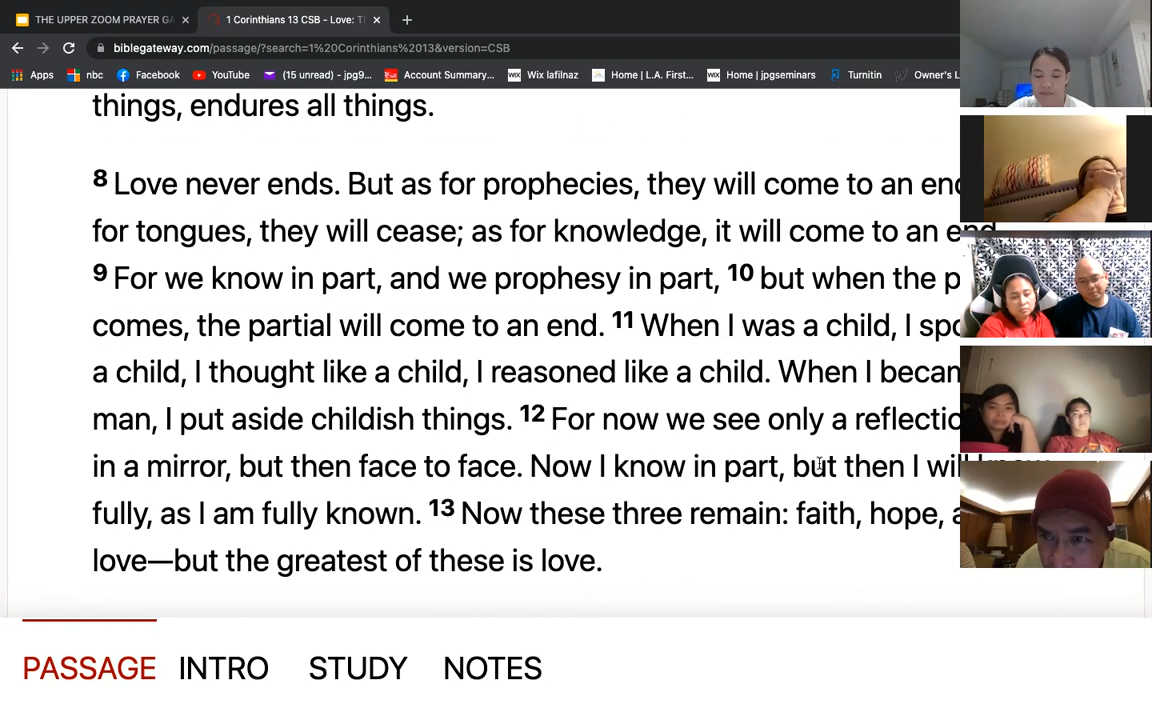 THE UPPER ZOOM PRAYER GA
1 Corinthians 13 CSB - Love: T
biblegateway.com/passage/?search=1%20Corinthians%2013&version=CSB
Apps nbc Facebook YouTube (15 unread) - jpg9... Account Summary... Wix lafilnaz Home | L.A. First... Home | jpgseminars Turnitin Owner's L
things, endures all things.
8 Love never ends. But as for prophecies, they will come to an end
for tongues, they will cease; as for knowledge, it will come to an end
9 For we know in part, and we prophesy in part, 10 but when the p
comes, the partial will come to an end. 11 When I was a child, I spo
a child, I thought like a child, I reasoned like a child. When I becam
man, I put aside childish things. 12 For now we see only a reflectio
in a mirror, but then face to face. Now I know in part, but then I will know
fully, as I am fully known. 13 Now these three remain: faith, hope, a
love—but the greatest of these is love.
PASSAGE INTRO STUDY NOTES